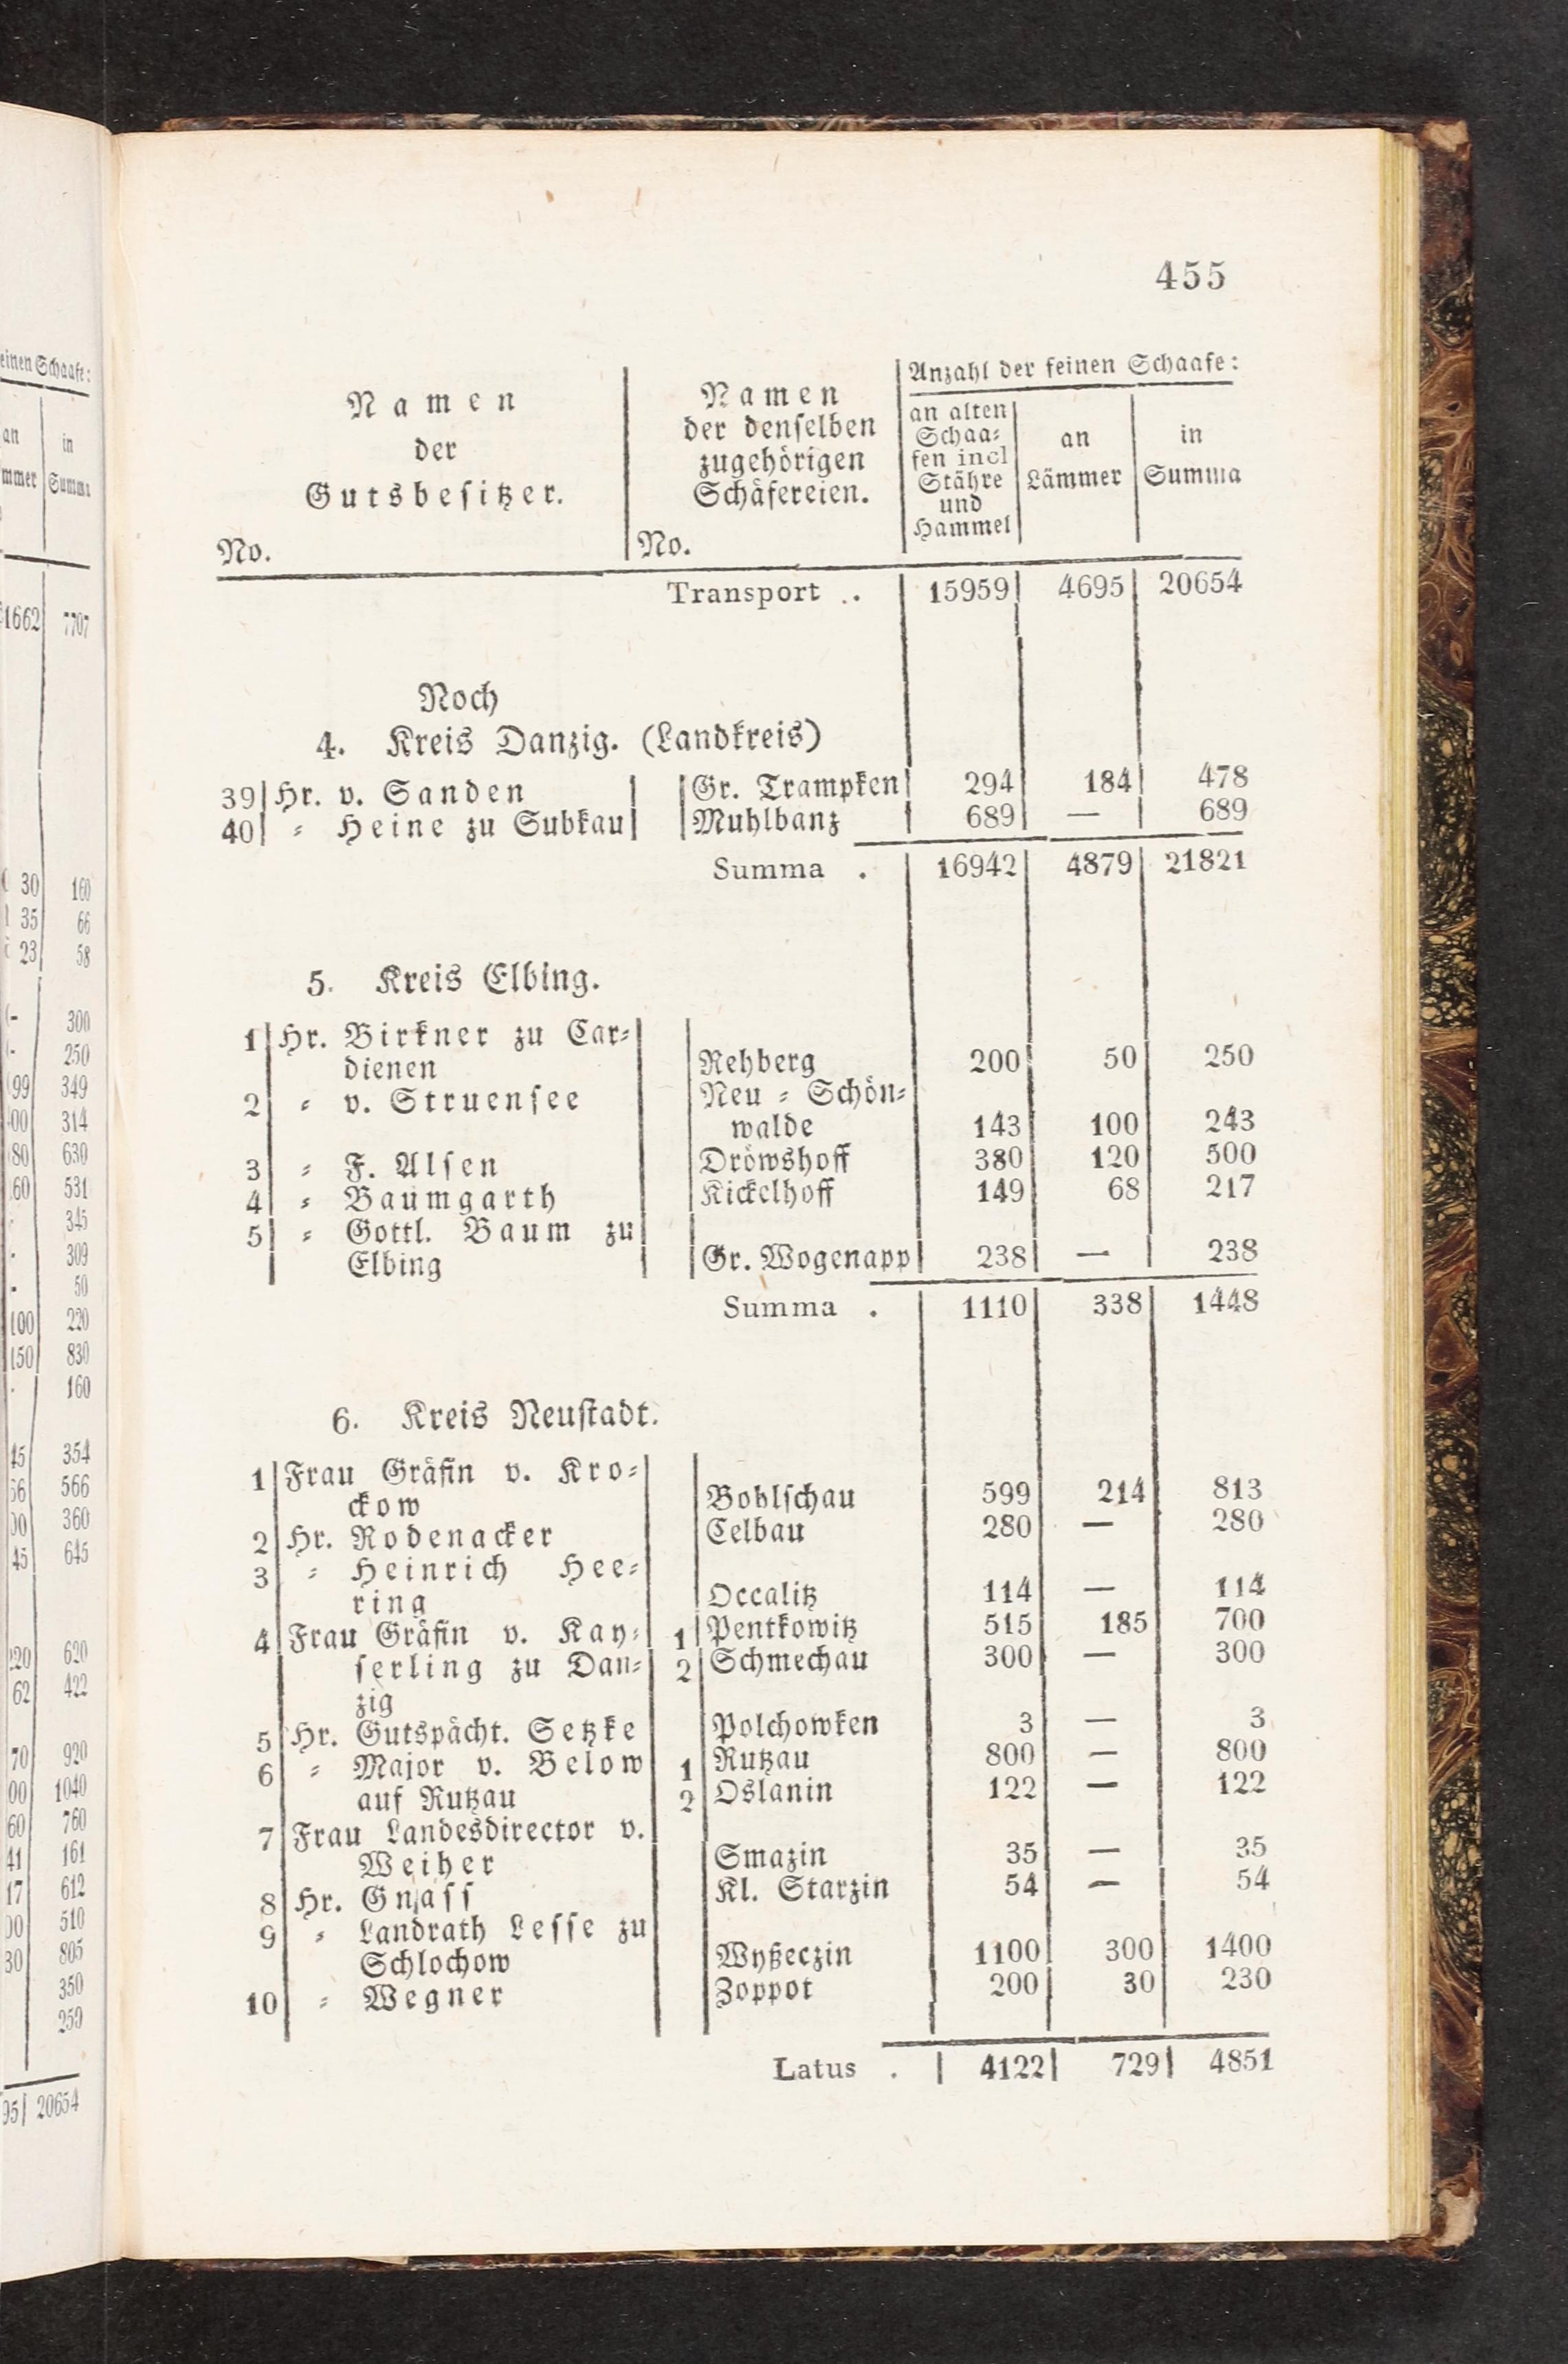 455
Anzahl der feinen Schaafe:
Namen
der
Gutsbesitzer.
No.
Namen
der denselben
zugehörigen
Schäfereien.
No.
an alten
Schaa-
fen incl
Stähre
und
Hammel
an
Lämmer
in
Summa
Transport .. 15959 4695 20654
Noch
4. Kreis Danzig. (Landkreis)
39 Hr. v. Sanden Gr. Trampken 294 184 478
40 = Heine zu Subkau Muhlbanz 689 — 689
Summa . 16942 4879 21821
5. Kreis Elbing.
1 Hr. Birkner zu Car-
dienen Rehberg 200 50 250
2 = v. Struensee Neu = Schön-
walde 143 100 243
3 = F. Alsen Dröwshoff 380 120 500
4 = Baumgarth Kickelhoff 149 68 217
5 = Gottl. Baum zu
Elbing Gr. Wogenapp 238 — 238
Summa . 1110 338 1448
6. Kreis Neustadt.
1 Frau Gräfin v. Kro-
ckow Bohlschau 599 214 813
2 Hr. Rodenacker Celbau 280 — 280
3 = Heinrich Hee-
ring Occalitz 114 — 114
4 Frau Gräfin v. Kay- 1 Pentkowitz 515 185 700
serling zu Dan- 2 Schmechau 300 — 300
zig
5 Hr. Gutspächt. Setzke Polchowken 3 — 3
6 = Major v. Below 1 Rutzau 800 — 800
auf Rutzau 2 Oslanin 122 — 122
7 Frau Landesdirector v.
Weiher Smazin 35 — 35
8 Hr. Gnass Kl. Starzin 54 — 54
9 = Landrath Lesse zu
Schlochow Wyßeczin 1100 300 1400
10 = Wegner Zoppot 200 30 230
Latus . 4122 729 4851